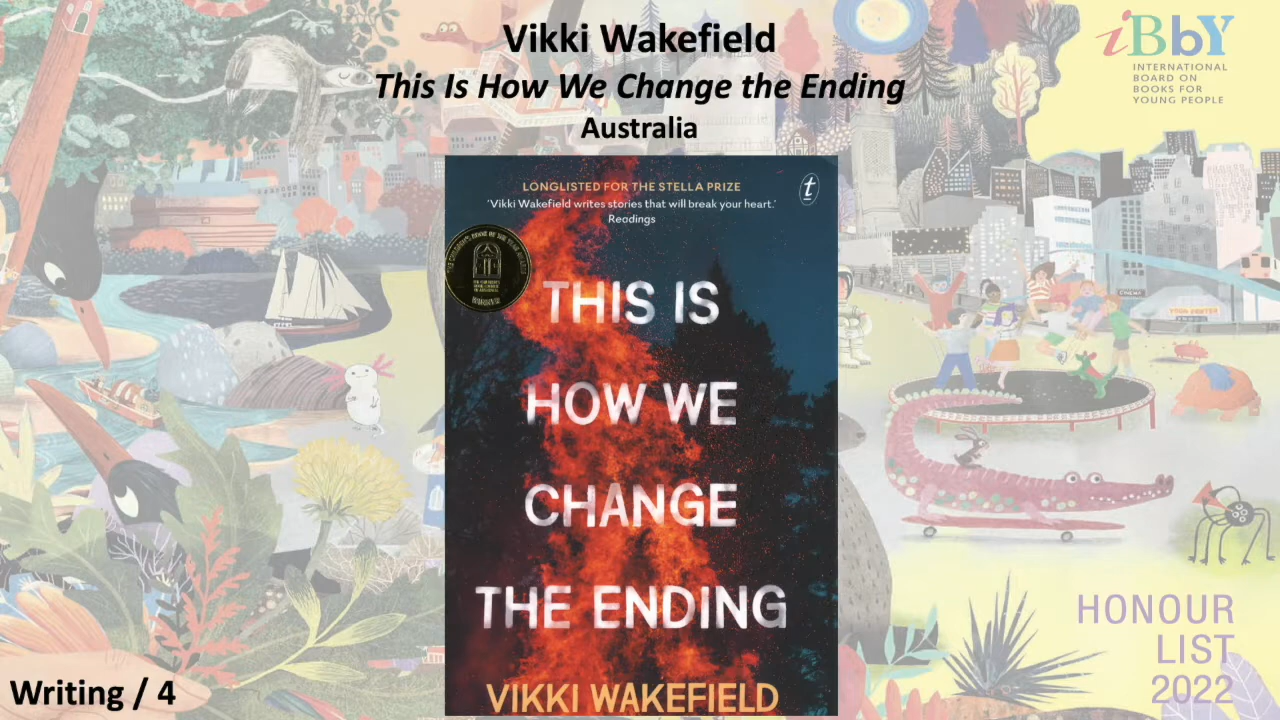 Vikki Wakefield
This Is How We Change the Ending
Australia
iBbY
INTERNATIONAL
BOARD ON
BOOKS FOR
YOUNG PEOPLE
LONGLISTED FOR THE STELLA PRIZE
'Vikki Wakefield writes stories that will break your heart.'
Readings
t
THIS IS
HOW WE
CHANGE
THE ENDING
VIKKI WAKEFIELD
CINEMA
HONOUR
LIST
2022
Writing / 4